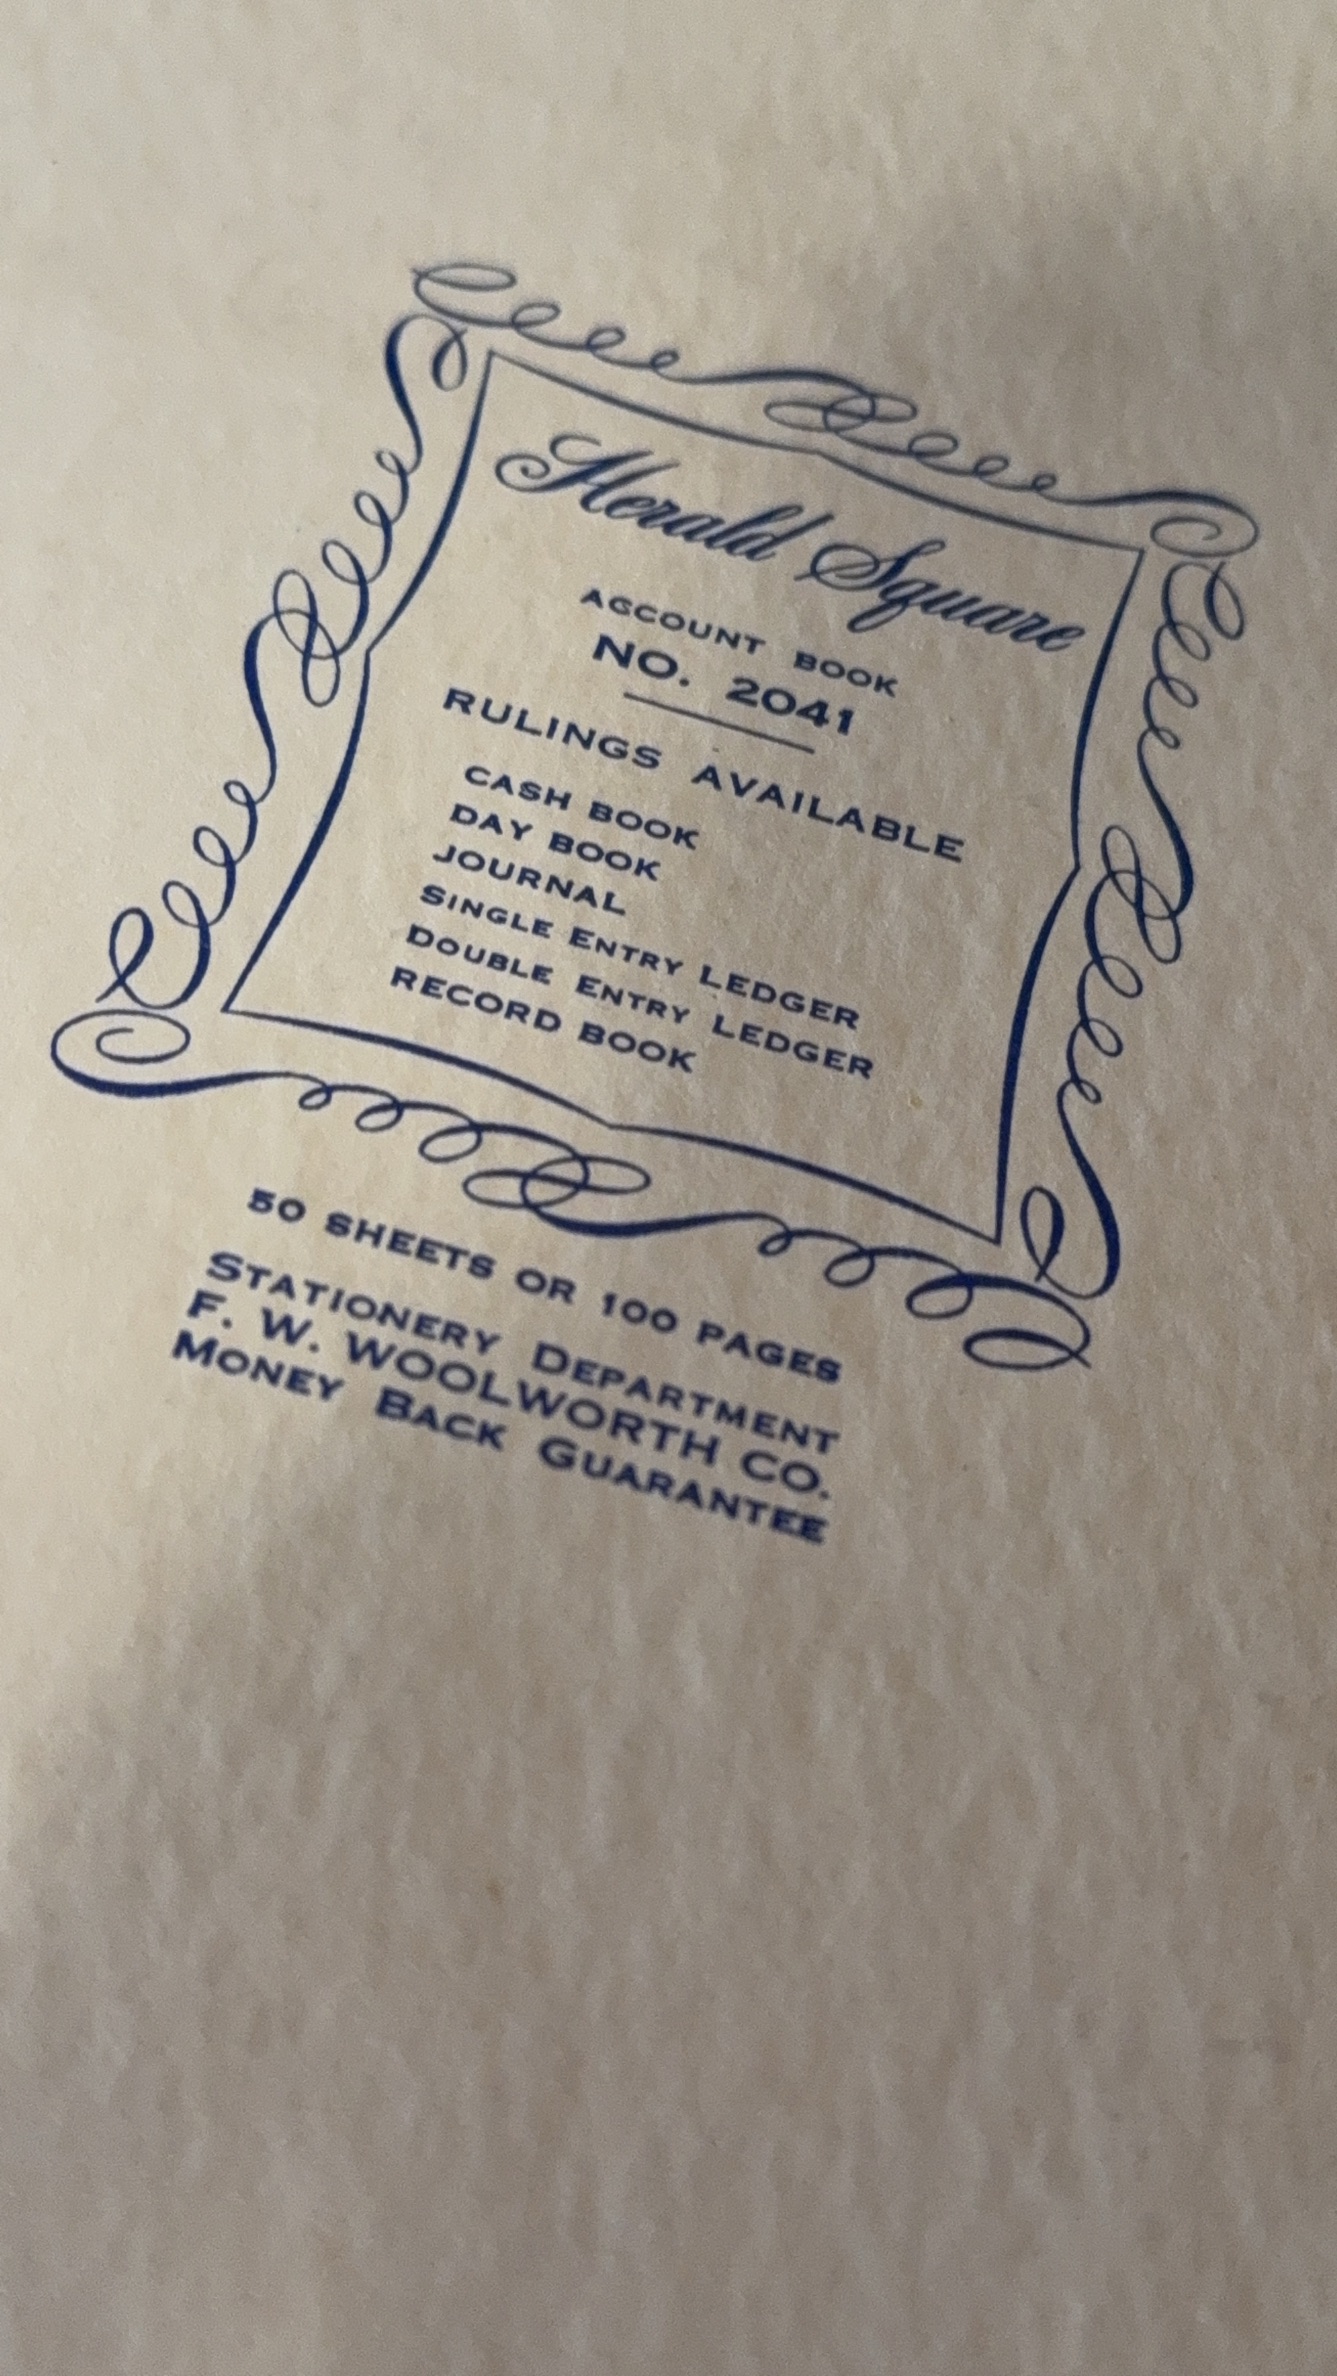 Herald Square
ACCOUNT BOOK
NO. 2041
RULINGS AVAILABLE
CASH BOOK
DAY BOOK
JOURNAL
SINGLE ENTRY LEDGER
DOUBLE ENTRY LEDGER
RECORD BOOK
50 SHEETS OR 100 PAGES
STATIONERY DEPARTMENT
F. W. WOOLWORTH CO.
MONEY BACK GUARANTEE